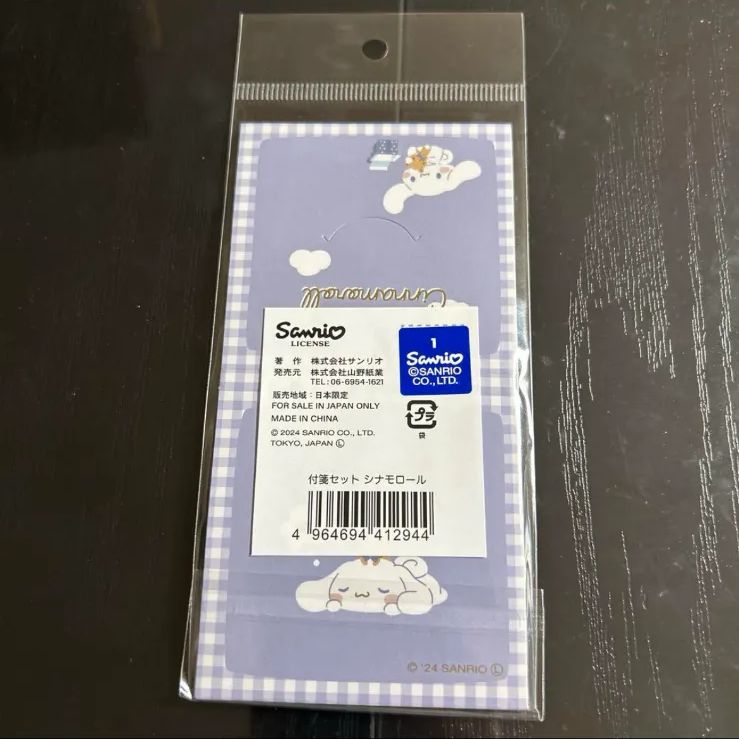 Cinnamoroll
Sanrio
LICENSE
著 作 株式会社サンリオ
発売元 株式会社山野紙業
TEL:06-6954-1621
販売地域:日本限定
FOR SALE IN JAPAN ONLY
MADE IN CHINA
© 2024 SANRIO CO., LTD.
TOKYO, JAPAN Ⓛ
1
Sanrio
©SANRIO
CO., LTD.
プラ
袋
付箋セット シナモロール
4 964694 412944
© '24 SANRIO Ⓛ